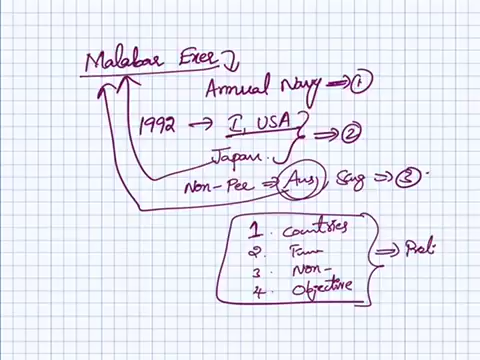 Malabar Exer
Annual Navy ⇒ ①
1992 → I, USA
⇒ ②
Japan.
Non-Per ⇒ Aus, Sing ⇒ ③
1. Countries
2.
3. Non-
4. Objective
⇒ Preli